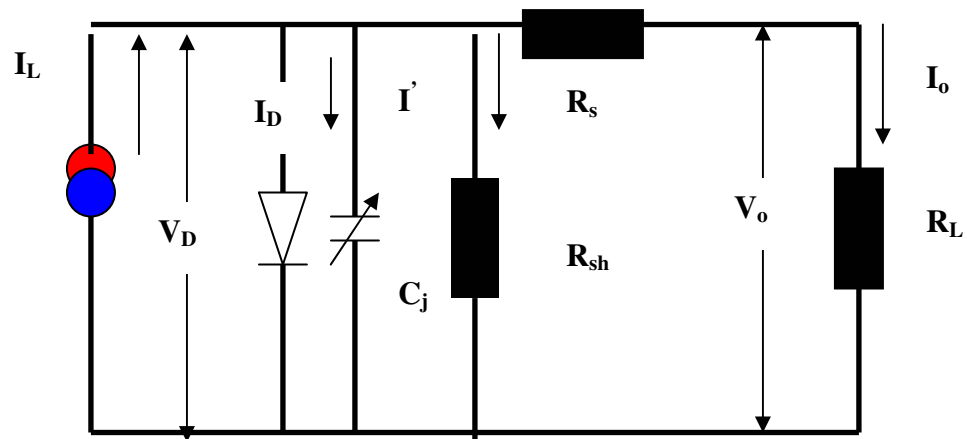 I_L
I_D
I'
R_s
I_o
V_D
V_o
R_L
R_sh
C_j